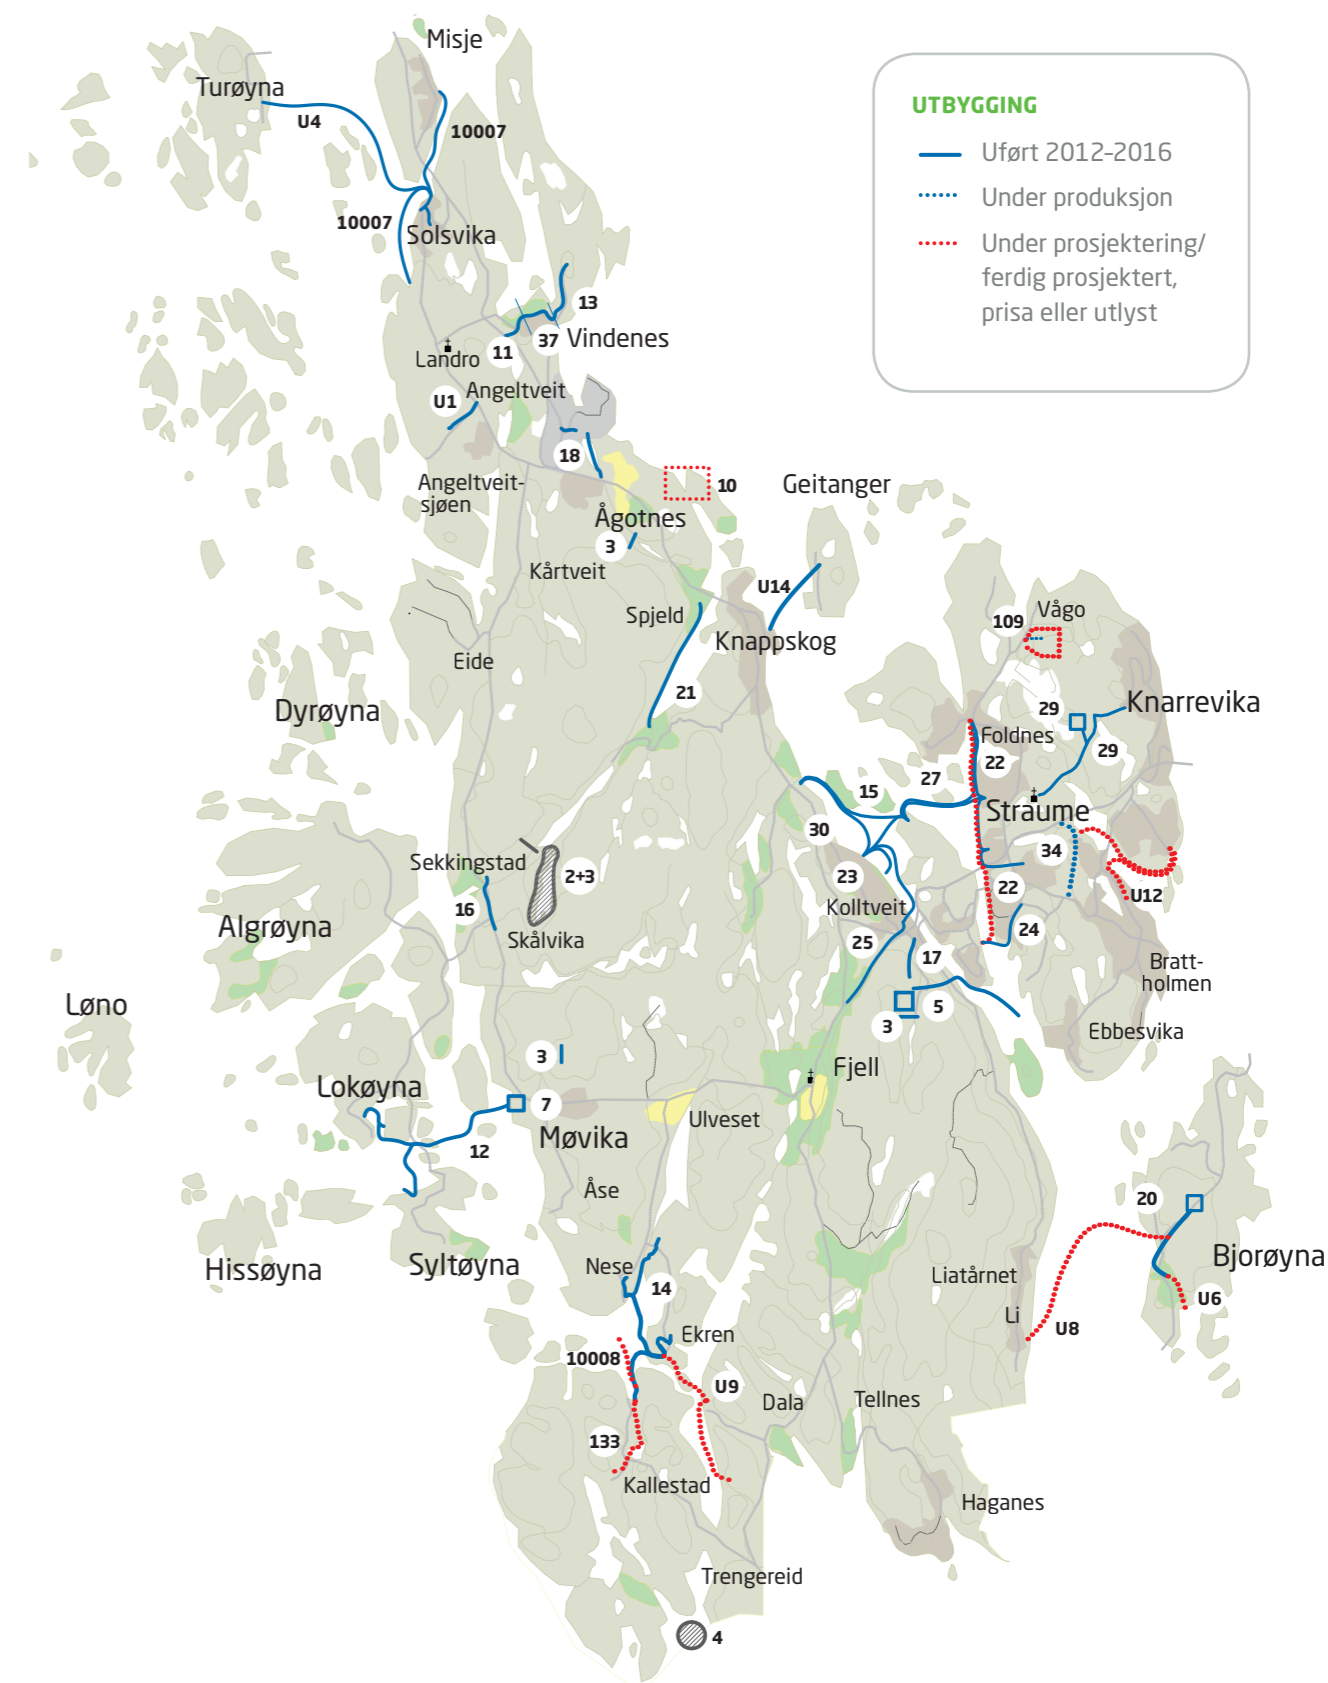 Misje
Turøyna
U4
10007
10007
Solsvika
UTBYGGING
Uført 2012–2016
Under produksjon
Under prosjektering/
ferdig prosjektert,
prisa eller utlyst
13
37
Vindenes
11
Landro
Angeltveit
U1
18
Angeltveit-
sjøen
10
Geitanger
Ågotnes
3
Kårtveit
U14
Spjeld
Knappskog
109
Vågo
Eide
21
Dyrøyna
29
Knarrevika
Foldnes
22
29
27
15
Straume
30
34
Sekkingstad
2+3
23
22
U12
16
Kolltveit
Algrøyna
Skålvika
25
24
17
Bratt-
holmen
Løno
5
3
Ebbesvika
3
Fjell
Lokøyna
7
Ulveset
Møvika
12
Åse
20
Hissøyna
Syltøyna
Nese
14
Liatårnet
Bjorøyna
Li
U6
U8
Ekren
10008
U9
Dala
Tellnes
133
Kallestad
Haganes
Trengereid
4